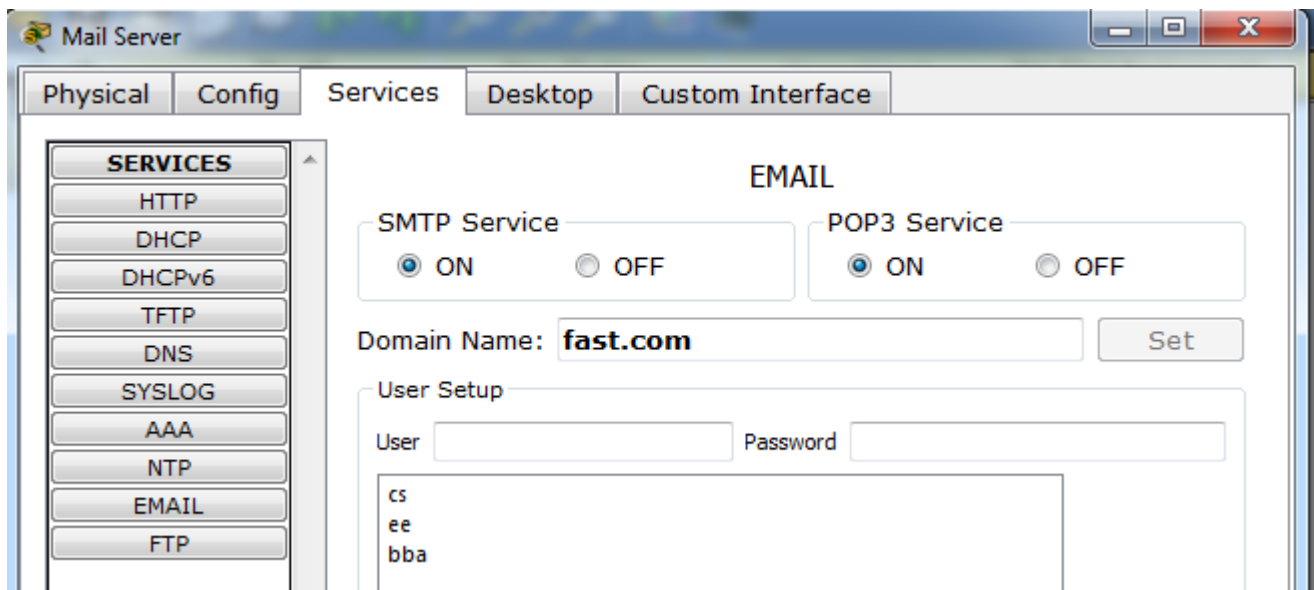 Mail Server
Physical Config Services Desktop Custom Interface
SERVICES
HTTP
DHCP
DHCPv6
TFTP
DNS
SYSLOG
AAA
NTP
EMAIL
FTP
EMAIL
SMTP Service POP3 Service
ON OFF ON OFF
Domain Name: fast.com Set
User Setup
User Password
cs
ee
bba